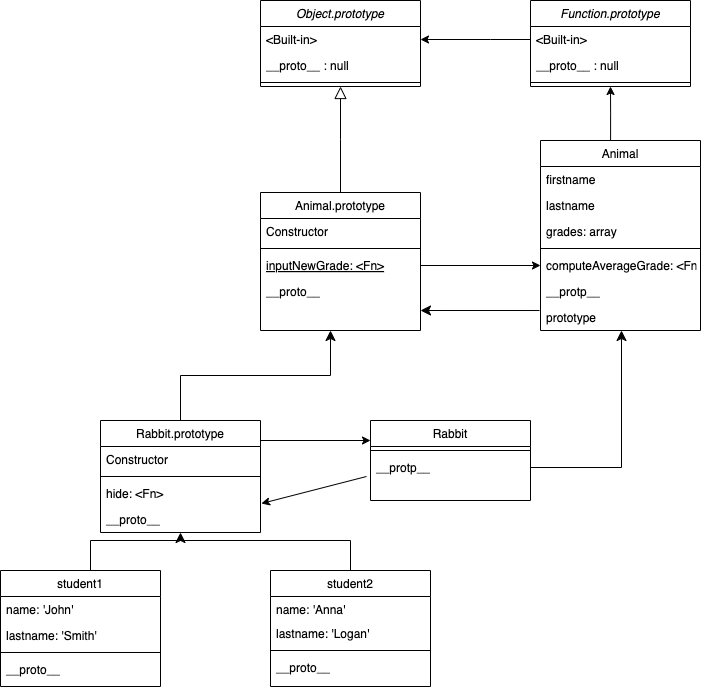 Object.prototype
<Built-in>
__proto__ : null
Function.prototype
<Built-in>
__proto__ : null
Animal
firstname
lastname
grades: array
computeAverageGrade: <Fn
__protp__
prototype
Animal.prototype
Constructor
inputNewGrade: <Fn>
__proto__
Rabbit.prototype
Constructor
hide: <Fn>
__proto__
Rabbit
__protp__
student1
name: 'John'
lastname: 'Smith'
__proto__
student2
name: 'Anna'
lastname: 'Logan'
__proto__